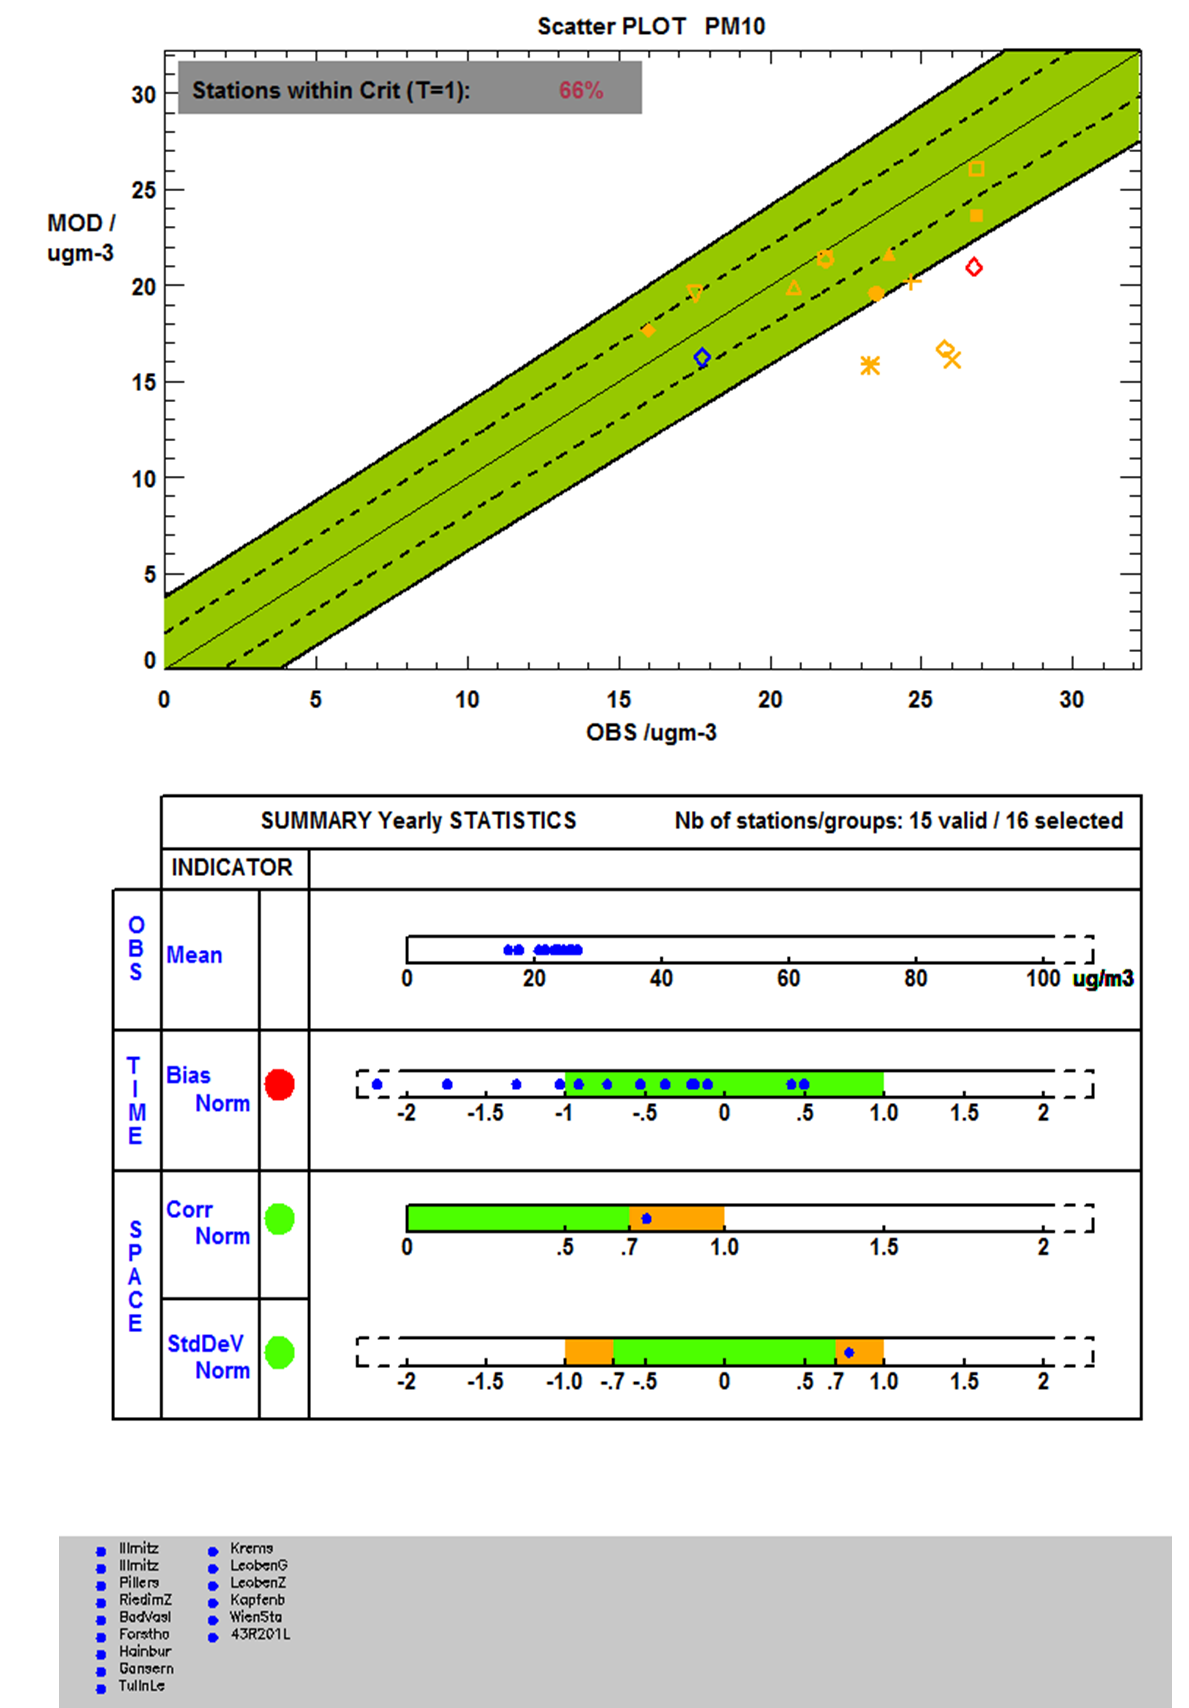 Scatter PLOT PM10
Stations within Crit (T=1): 66%
30
25
MOD /
ugm-3
20
15
10
5
0
0 5 10 15 20 25 30
OBS /ugm-3
SUMMARY Yearly STATISTICS Nb of stations/groups: 15 valid / 16 selected
INDICATOR
OBS
Mean
0 20 40 60 80 100 ug/m3
TIME
Bias
Norm
-2 -1.5 -1 -.5 0 .5 1.0 1.5 2
SPACE
Corr
Norm
0 .5 .7 1.0 1.5 2
StdDeV
Norm
-2 -1.5 -1.0 -.7 -.5 0 .5 .7 1.0 1.5 2
Illmitz Krems
Illmitz LeobenG
Pillers LeobenZ
RiedimZ Kapfenb
BadVosl WienSta
Forstho 43R201L
Hainbur
Gansern
TullnLe